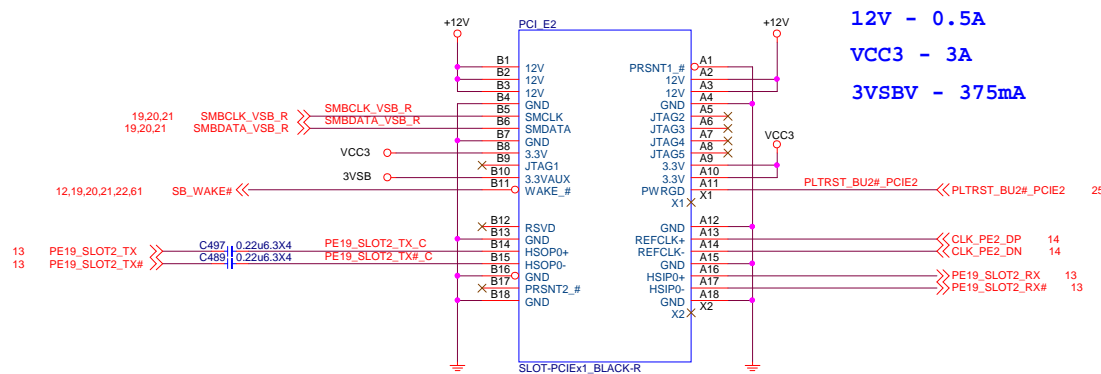 12V - 0.5A
VCC3 - 3A
3VSBV - 375mA
+12V PCI_E2 +12V
B1 12V PRSNT1_# A1
B2 12V 12V A2
B3 12V 12V A3
B4 GND GND A4
19,20,21 SMBCLK_VSB_R SMBCLK_VSB_R B5 SMCLK JTAG2 A5
19,20,21 SMBDATA_VSB_R SMBDATA_VSB_R B6 SMDATA JTAG3 A6
B7 GND JTAG4 A7
VCC3 B8 3.3V JTAG5 A8 VCC3
B9 JTAG1 3.3V A9
3VSB B10 3.3VAUX 3.3V A10
12,19,20,21,22,61 SB_WAKE# B11 WAKE_# PWRGD A11 PLTRST_BU2#_PCIE2 PLTRST_BU2#_PCIE2 25
X1 X1
B12 RSVD GND A12
B13 GND REFCLK+ A13 CLK_PE2_DP 14
13 PE19_SLOT2_TX C497 0.22u6.3X4 PE19_SLOT2_TX_C B14 HSOP0+ REFCLK- A14 CLK_PE2_DN 14
13 PE19_SLOT2_TX# C489 0.22u6.3X4 PE19_SLOT2_TX#_C B15 HSOP0- GND A15
B16 GND HSIP0+ A16 PE19_SLOT2_RX 13
B17 PRSNT2_# HSIP0- A17 PE19_SLOT2_RX# 13
B18 GND GND A18
X2 X2
SLOT-PCIEx1_BLACK-R